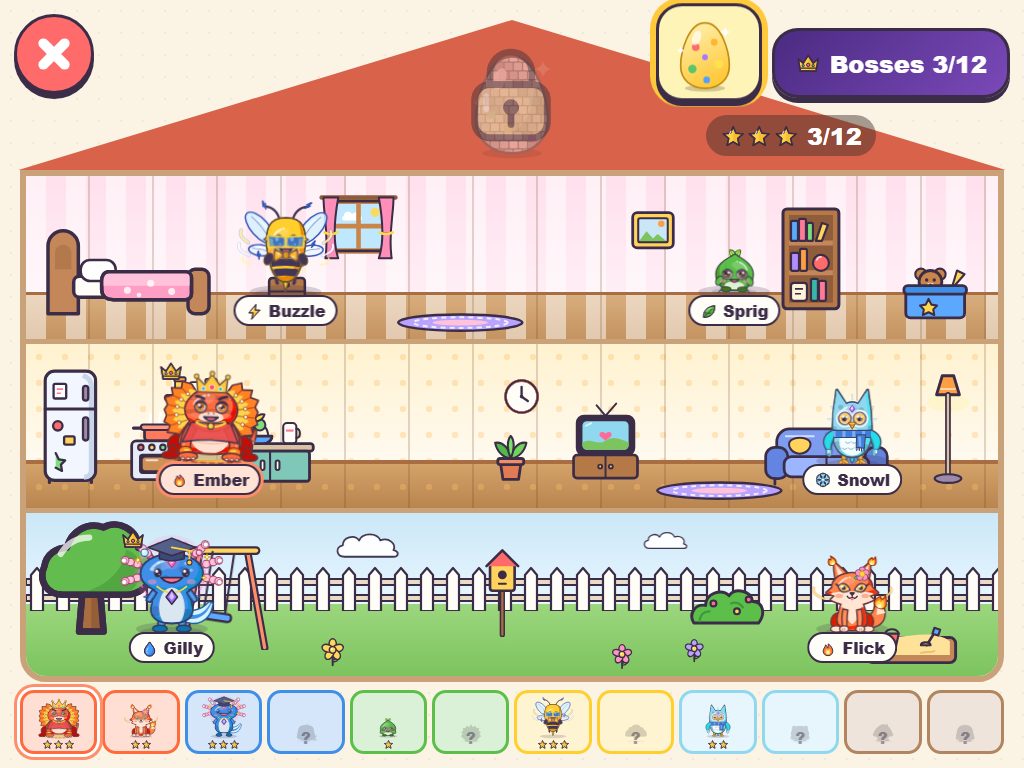 Bosses 3/12
3/12
Buzzle
Sprig
Ember
Snowl
Gilly
Flick
? ? ? ? ? ?